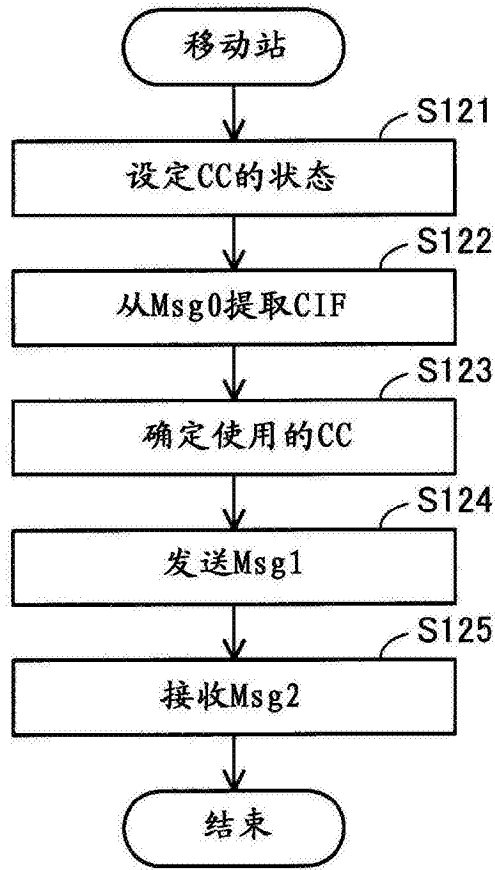 移动站
S121
设定CC的状态
S122
从Msg0提取CIF
S123
确定使用的CC
S124
发送Msg1
S125
接收Msg2
结束